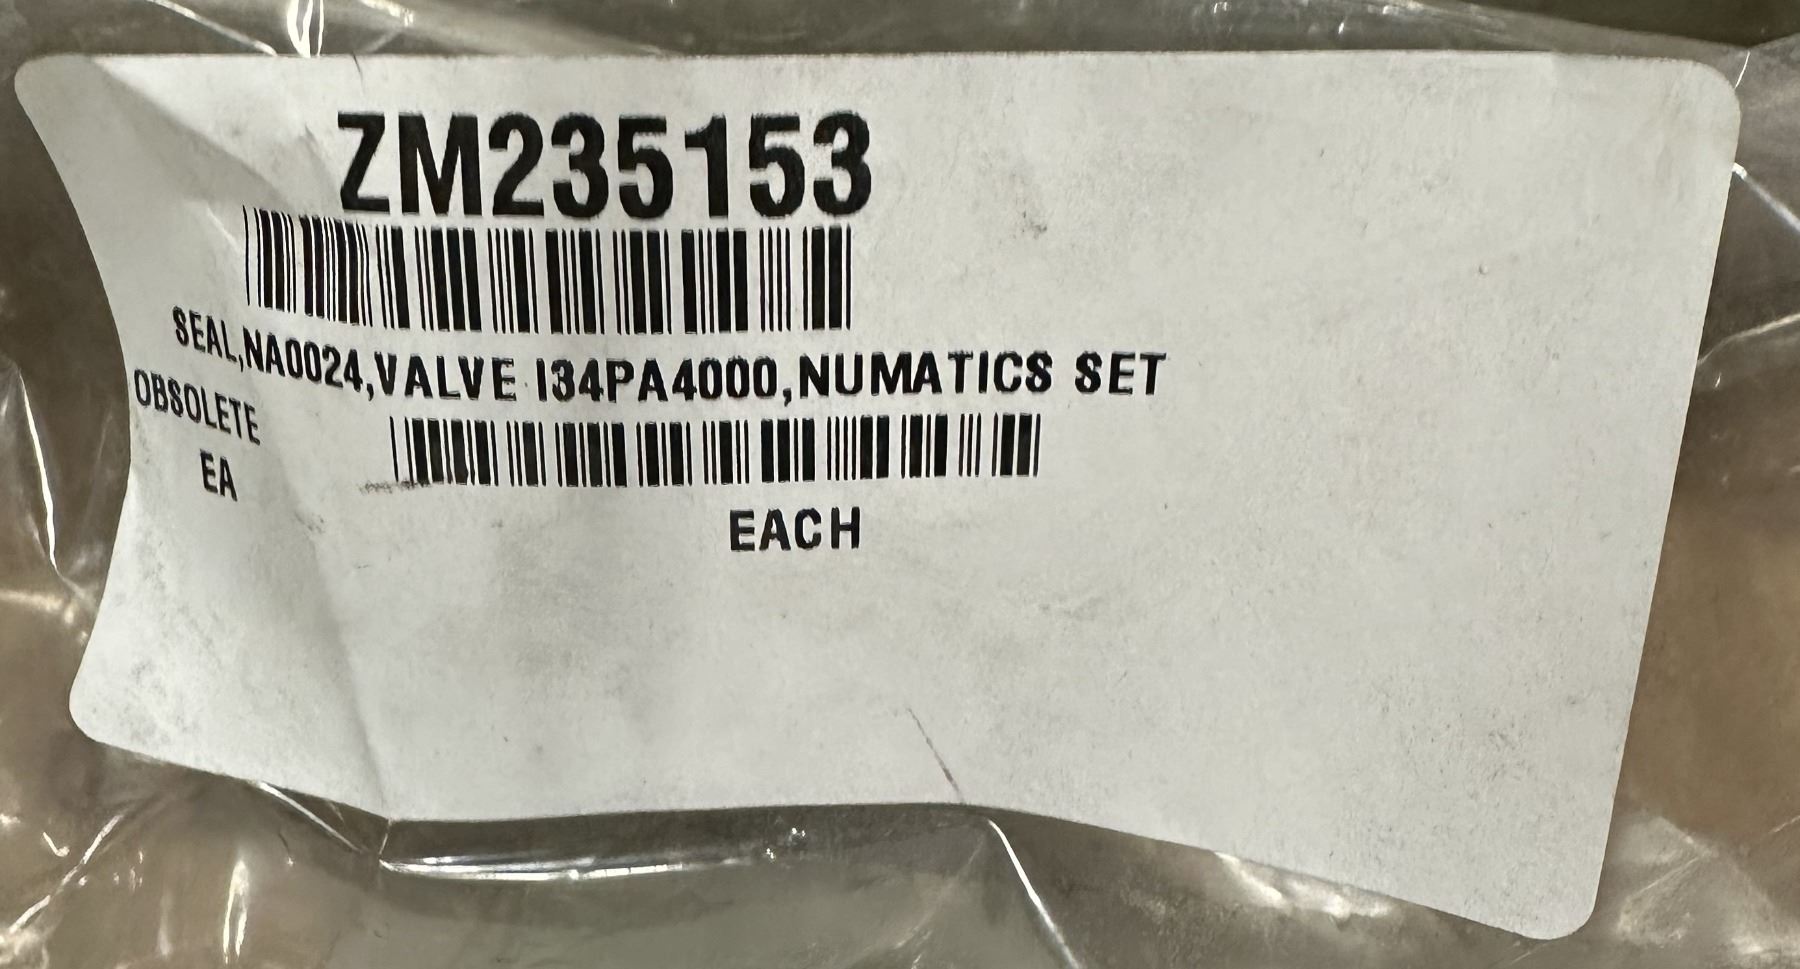 ZM235153
SEAL,NA0024,VALVE I34PA4000,NUMATICS SET
OBSOLETE
EA
EACH